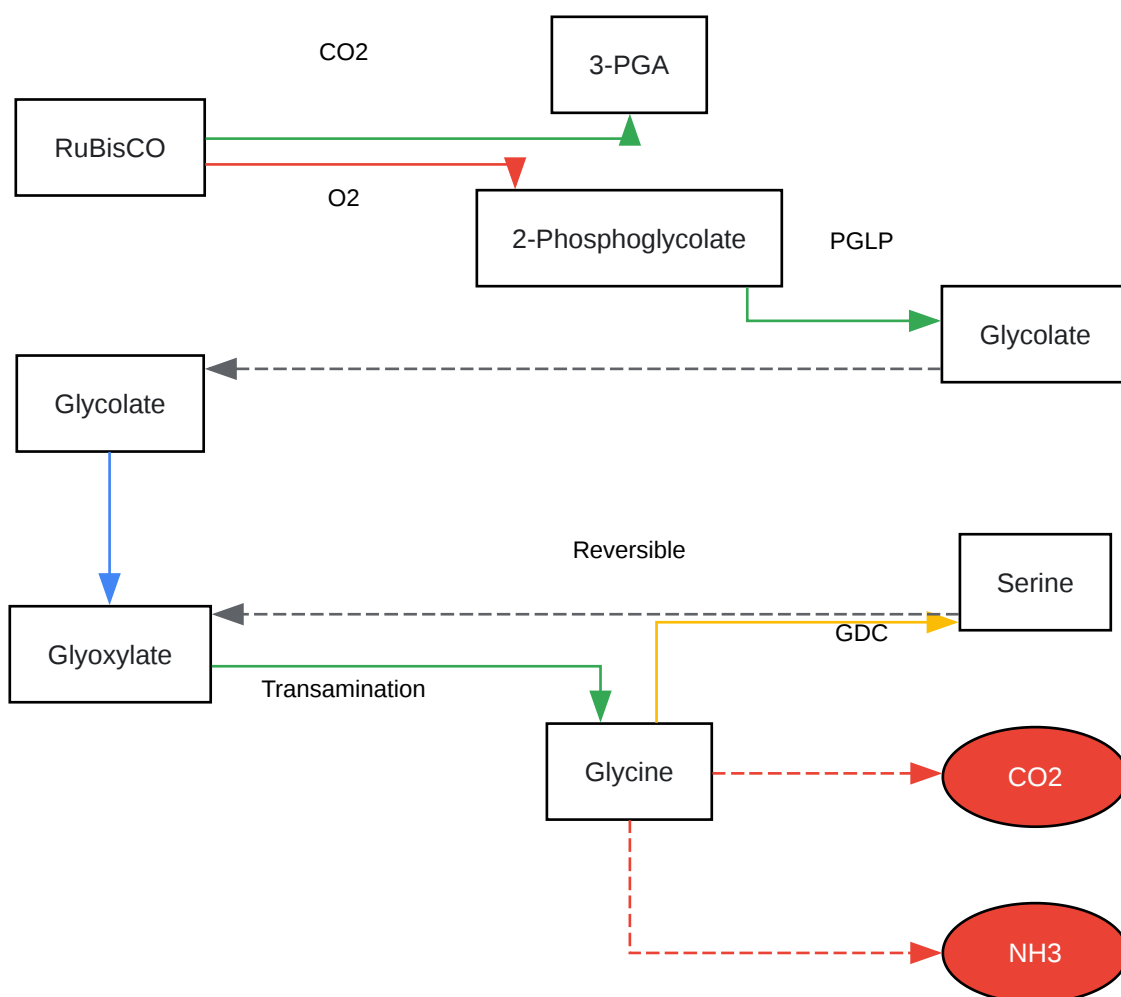 CO2
3-PGA
RuBisCO
O2
2-Phosphoglycolate
PGLP
Glycolate
Glycolate
Reversible
Serine
GDC
Glyoxylate
Transamination
Glycine
CO2
NH3